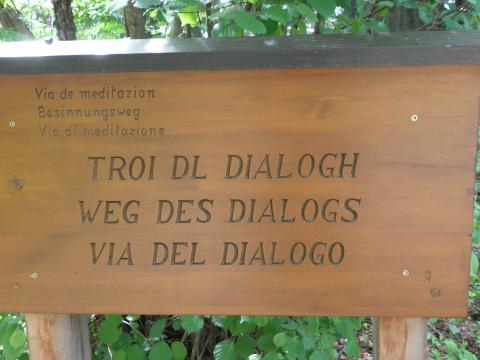 Via de meditazion
Besinnungsweg
Via di meditazione
TROI DL DIALOGH
WEG DES DIALOGS
VIA DEL DIALOGO